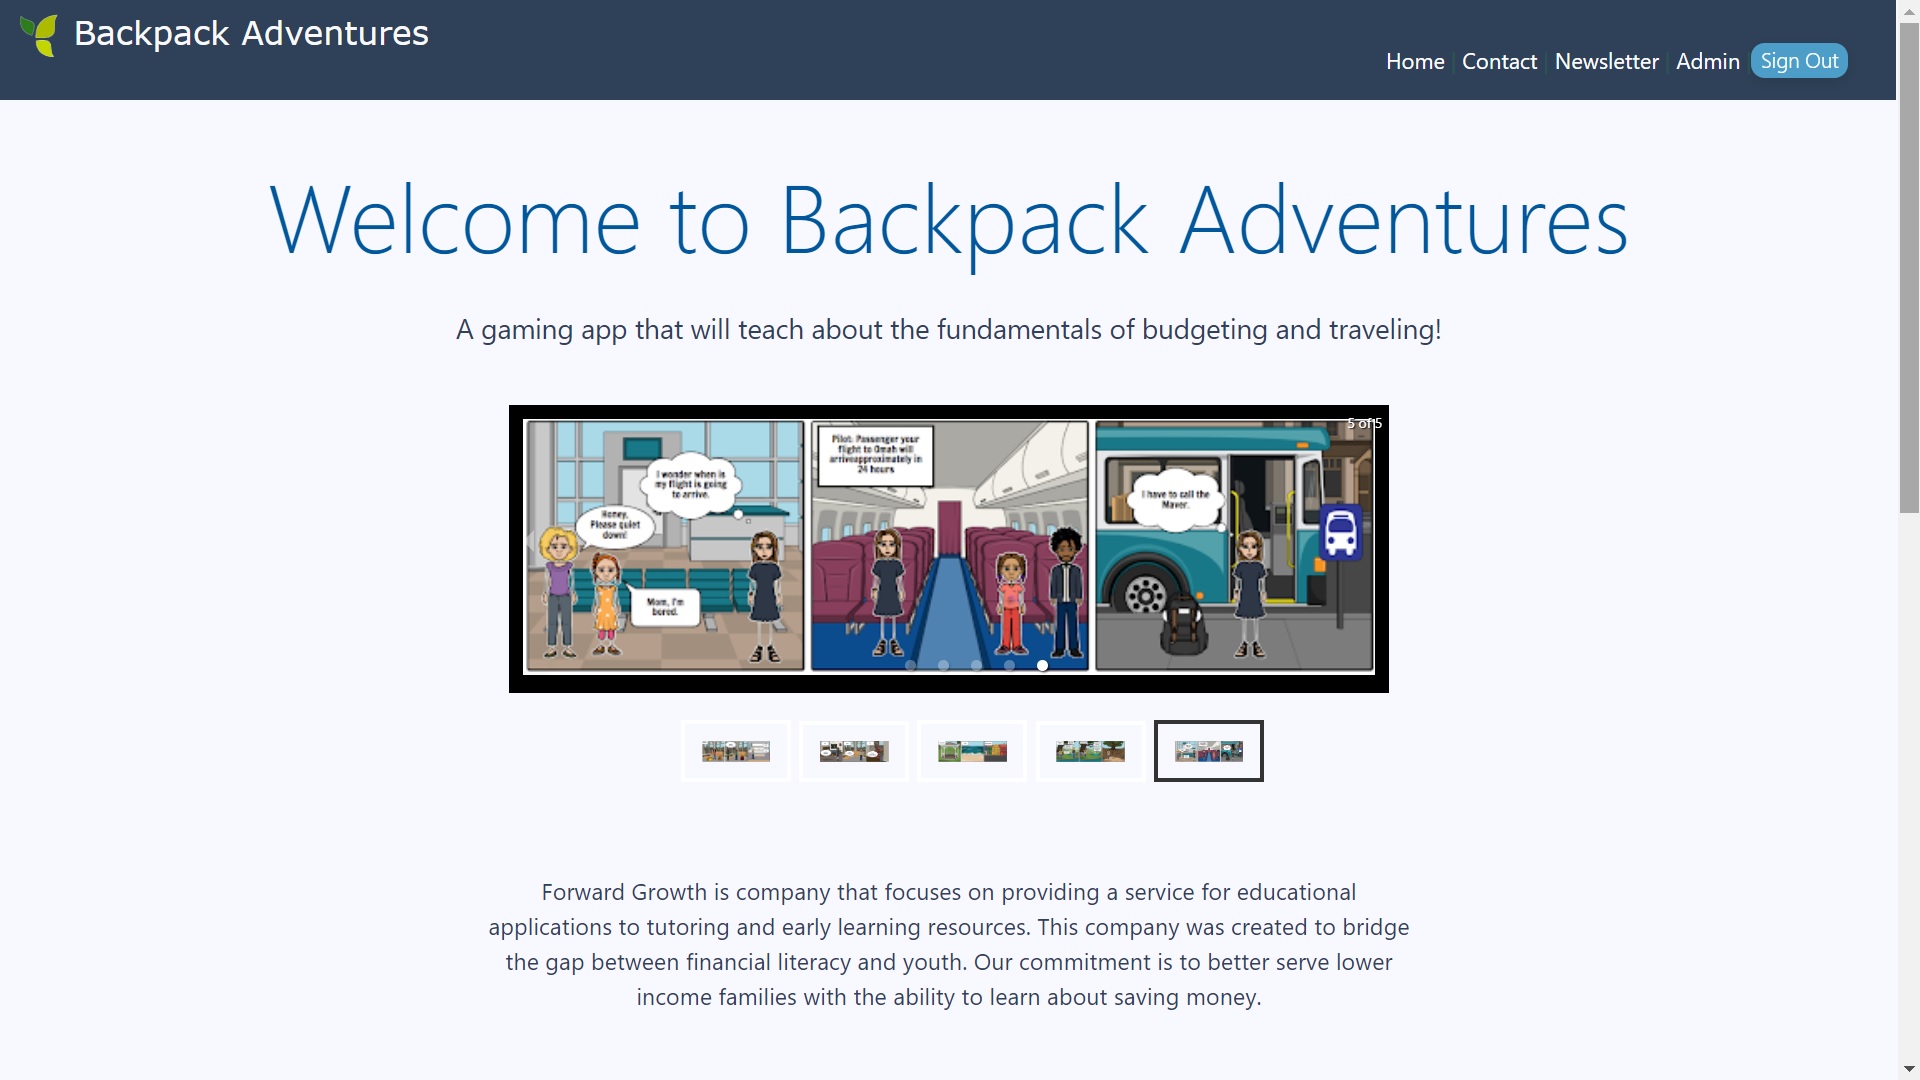 Backpack Adventures
Home
Contact
Newsletter
Admin
Sign Out
Welcome to Backpack Adventures
A gaming app that will teach about the fundamentals of budgeting and traveling!
5 of 5
I wonder when is
my flight is going
to arrive.
Honey,
Please quiet
down!
Mom, I'm
bored.
Pilot: Passenger your
flight to Omah will
arriveapproximately in
24 hours
I have to call the
Maver.
Forward Growth is company that focuses on providing a service for educational
applications to tutoring and early learning resources. This company was created to bridge
the gap between financial literacy and youth. Our commitment is to better serve lower
income families with the ability to learn about saving money.